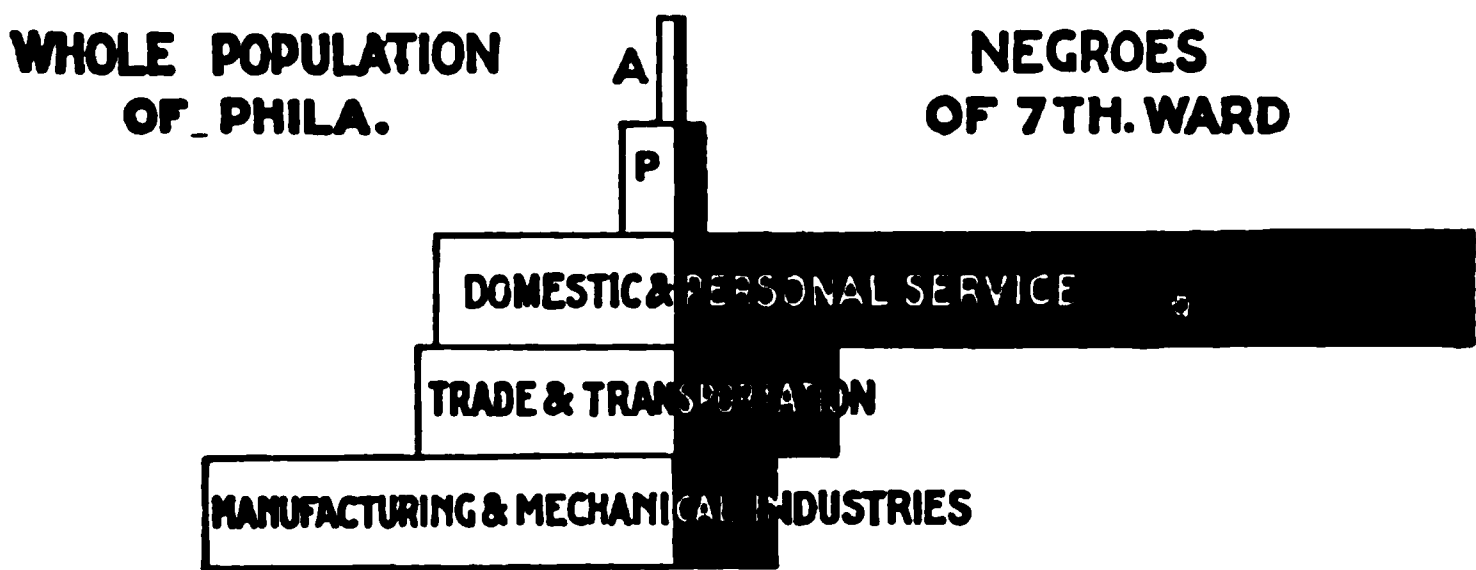 WHOLE POPULATION
OF PHILA.
A
NEGROES
OF 7TH. WARD
P
DOMESTIC & PERSONAL SERVICE
TRADE & TRANSPORTATION
MANUFACTURING & MECHANICAL INDUSTRIES